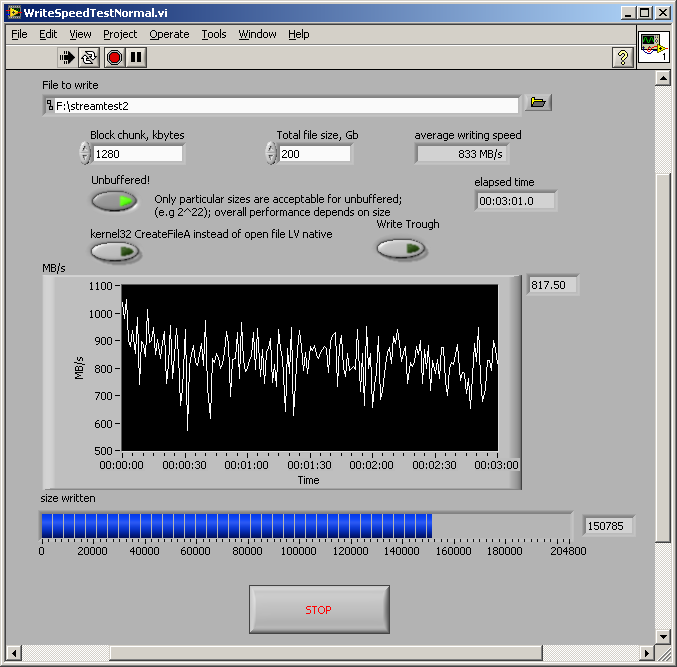 WriteSpeedTestNormal.vi
File Edit View Project Operate Tools Window Help
? 1
File to write
F:\streamtest2
Block chunk, kbytes Total file size, Gb average writing speed
1280 200 833 MB/s
Unbuffered! elapsed time
Only particular sizes are acceptable for unbuffered; 00:03:01.0
(e.g 2^22); overall performance depends on size
Write Trough
kernel32 CreateFileA instead of open file LV native
MB/s
817.50
1100
1000
900
800
700
600
500
MB/s
00:00:00 00:00:30 00:01:00 00:01:30 00:02:00 00:02:30 00:03:00
Time
size written
150785
0 20000 40000 60000 80000 100000 120000 140000 160000 180000 204800
STOP